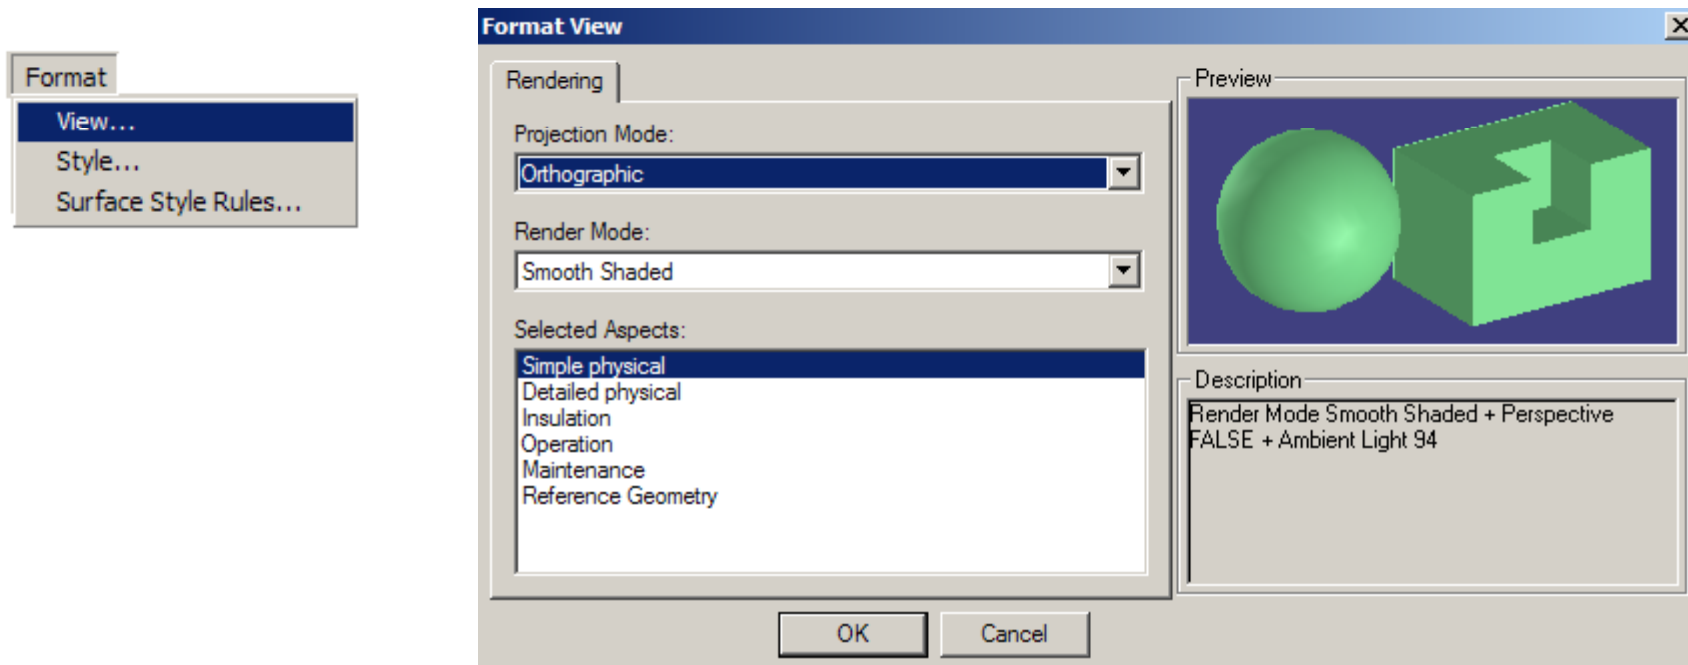 Format
View...
Style...
Surface Style Rules...
Format View
Rendering
Projection Mode:
Orthographic
Render Mode:
Smooth Shaded
Selected Aspects:
Simple physical
Detailed physical
Insulation
Operation
Maintenance
Reference Geometry
Preview
Description
Render Mode Smooth Shaded + Perspective
FALSE + Ambient Light 94
OK
Cancel